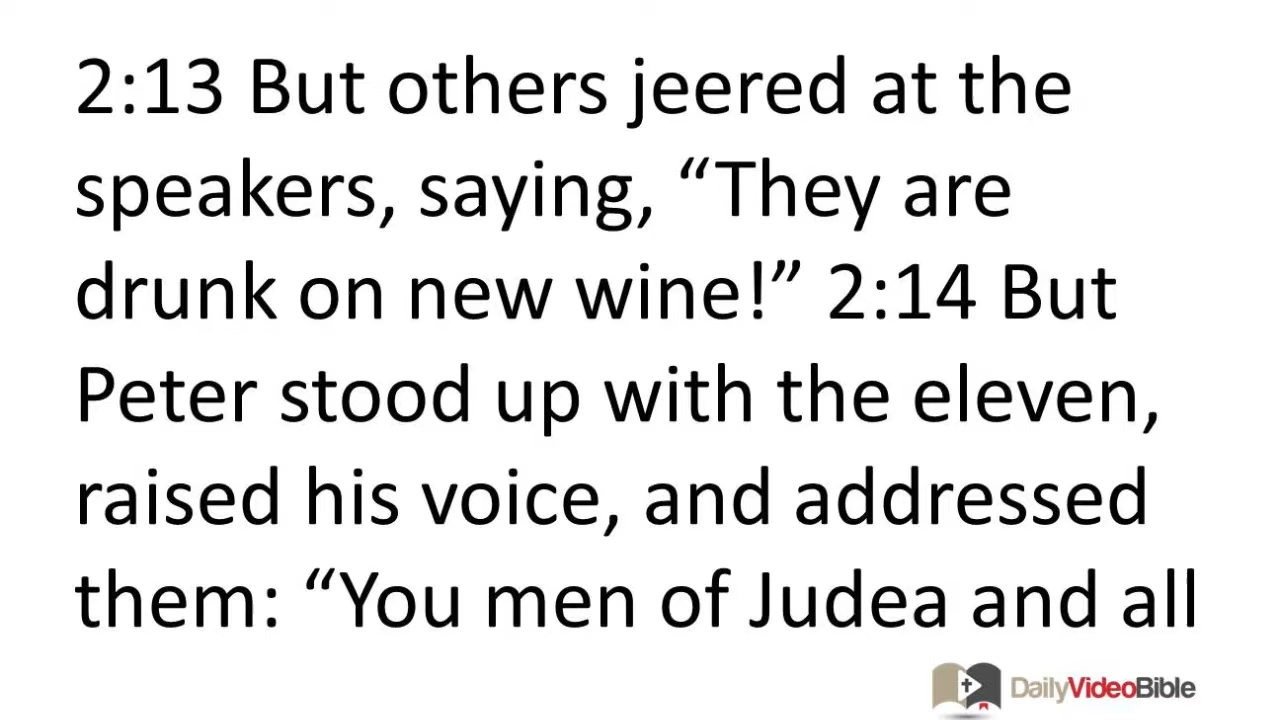 2:13 But others jeered at the
speakers, saying, “They are
drunk on new wine!” 2:14 But
Peter stood up with the eleven,
raised his voice, and addressed
them: “You men of Judea and all
DailyVideoBible